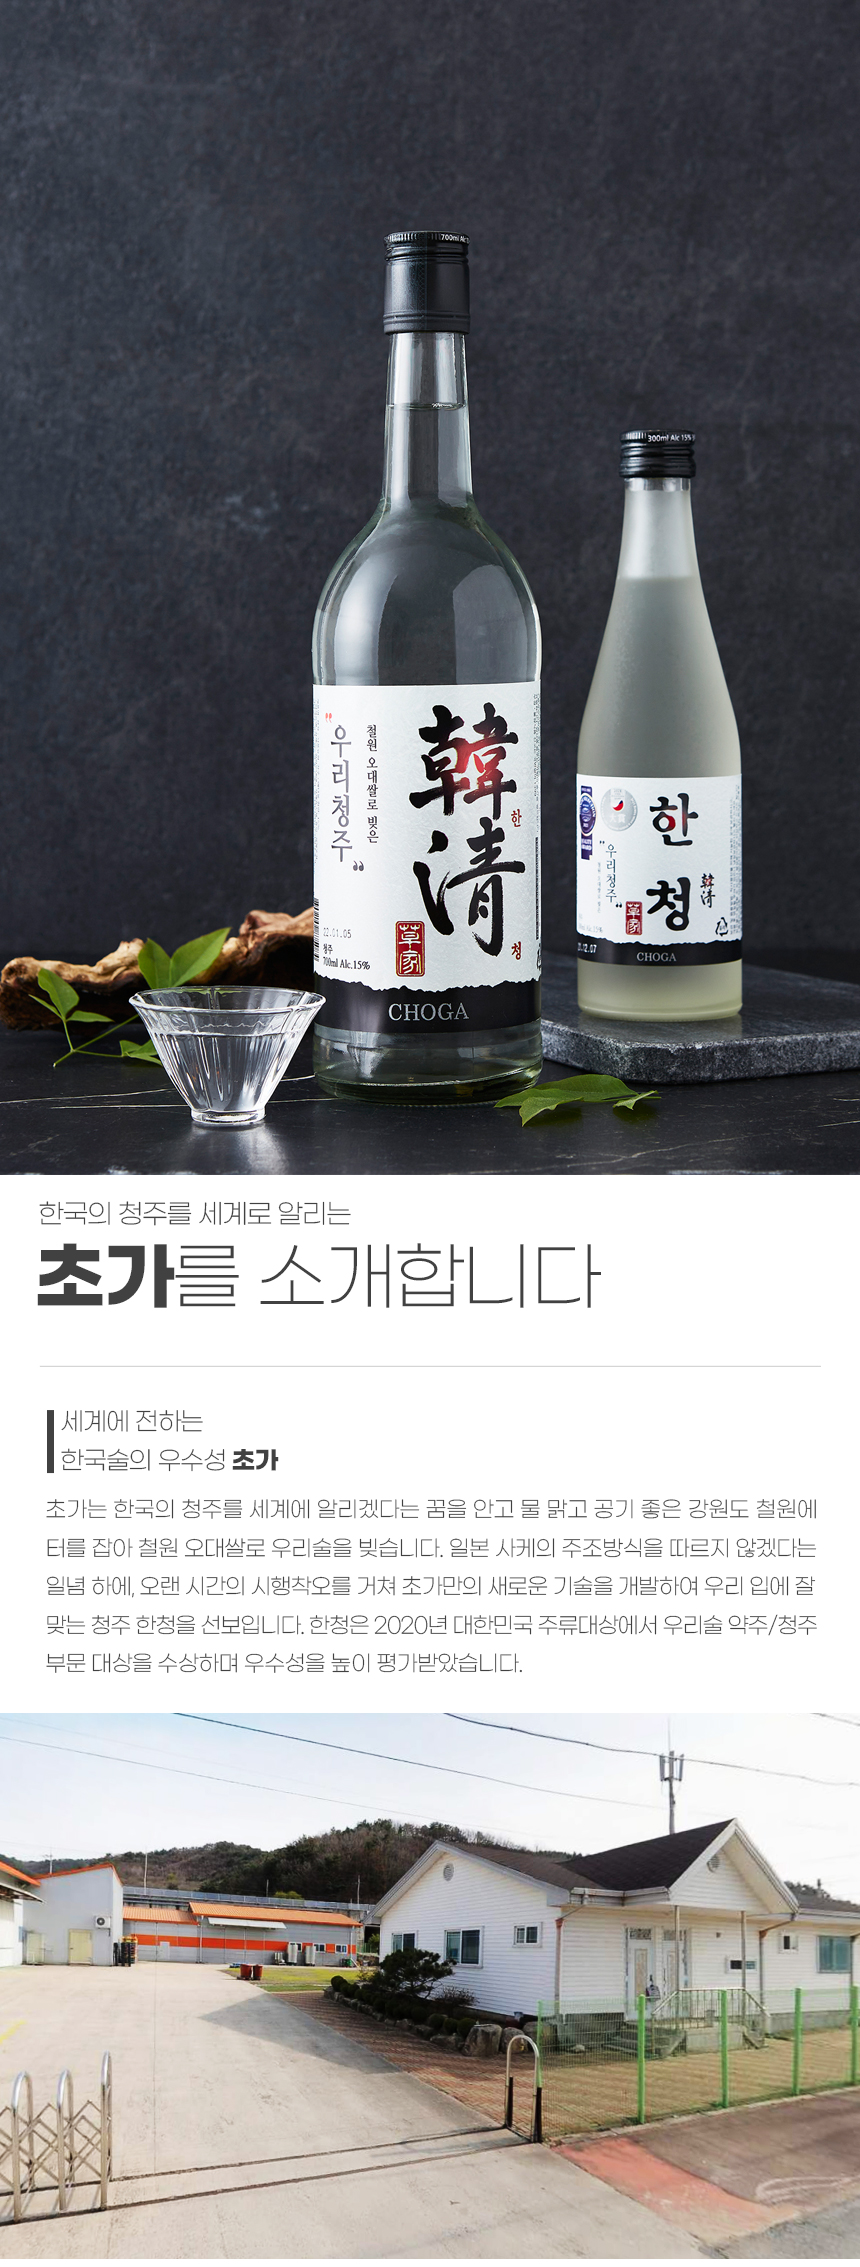 700ml Alc
300ml Alc 15%
韓清
한
청
철원 오대쌀로 빚은
"우리청주"
22.01.05
청주
700ml Alc.15%
草家
CHOGA
한청
韓清
"우리청주"
草家
12.07
CHOGA
한국의 청주를 세계로 알리는
초가를 소개합니다
세계에 전하는
한국술의 우수성 초가
초가는 한국의 청주를 세계에 알리겠다는 꿈을 안고 물 맑고 공기 좋은 강원도 철원에
터를 잡아 철원 오대쌀로 우리술을 빚습니다. 일본 사케의 주조방식을 따르지 않겠다는
일념 하에, 오랜 시간의 시행착오를 거쳐 초가만의 새로운 기술을 개발하여 우리 입에 잘
맞는 청주 한청을 선보입니다. 한청은 2020년 대한민국 주류대상에서 우리술 약주/청주
부문 대상을 수상하며 우수성을 높이 평가받았습니다.